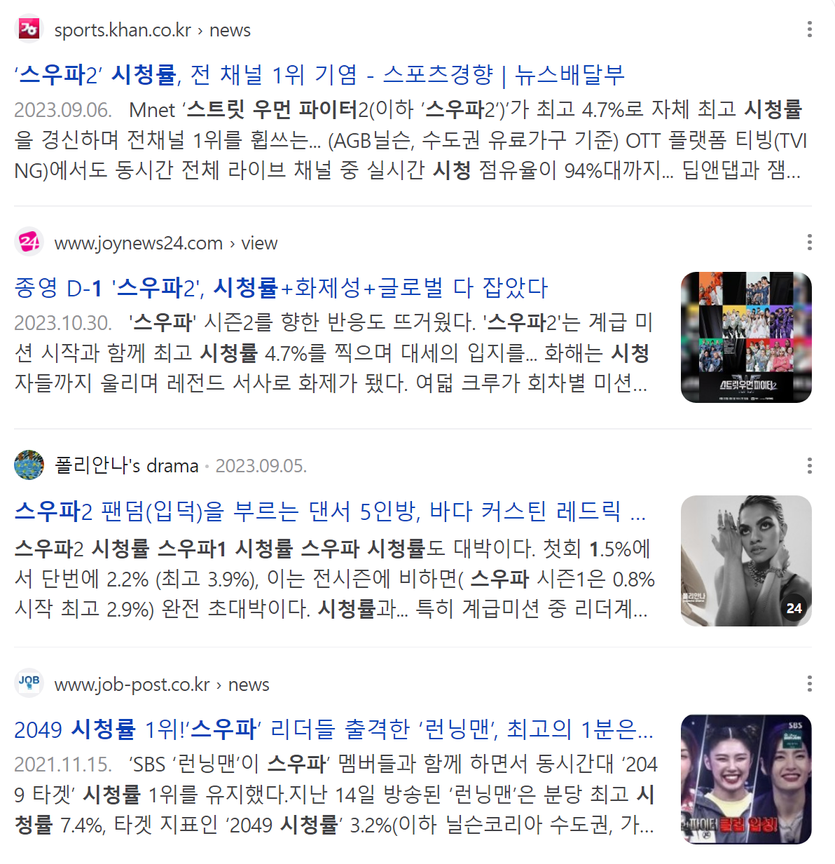 sports.khan.co.kr › news
'스우파2' 시청률, 전 채널 1위 기염 - 스포츠경향 | 뉴스배달부
2023.09.06. Mnet '스트릿 우먼 파이터2(이하 '스우파2')'가 최고 4.7%로 자체 최고 시청률
을 경신하며 전채널 1위를 휩쓰는... (AGB닐슨, 수도권 유료가구 기준) OTT 플랫폼 티빙(TVI
NG)에서도 동시간 전체 라이브 채널 중 실시간 시청 점유율이 94%대까지... 딥앤댑과 잼...
24
www.joynews24.com › view
종영 D-1 '스우파2', 시청률+화제성+글로벌 다 잡았다
2023.10.30. '스우파' 시즌2를 향한 반응도 뜨거웠다. '스우파2'는 계급 미
션 시작과 함께 최고 시청률 4.7%를 찍으며 대세의 입지를... 화해는 시청
자들까지 울리며 레전드 서사로 화제가 됐다. 여덟 크루가 회차별 미션...
스트릿우먼파이터2
폴리안나's drama · 2023.09.05.
스우파2 팬덤(입덕)을 부르는 댄서 5인방, 바다 커스틴 레드릭 ...
스우파2 시청률 스우파1 시청률 스우파 시청률도 대박이다. 첫회 1.5%에
서 단번에 2.2% (최고 3.9%), 이는 전시즌에 비하면( 스우파 시즌1은 0.8%
시작 최고 2.9%) 완전 초대박이다. 시청률과... 특히 계급미션 중 리더계...
폴리안나
24
JOB
www.job-post.co.kr › news
2049 시청률 1위!'스우파' 리더들 출격한 '런닝맨', 최고의 1분은...
2021.11.15. 'SBS '런닝맨'이 스우파' 멤버들과 함께 하면서 동시간대 '204
9 타겟' 시청률 1위를 유지했다.지난 14일 방송된 '런닝맨'은 분당 최고 시
청률 7.4%, 타겟 지표인 '2049 시청률' 3.2%(이하 닐슨코리아 수도권, 가...
SBS